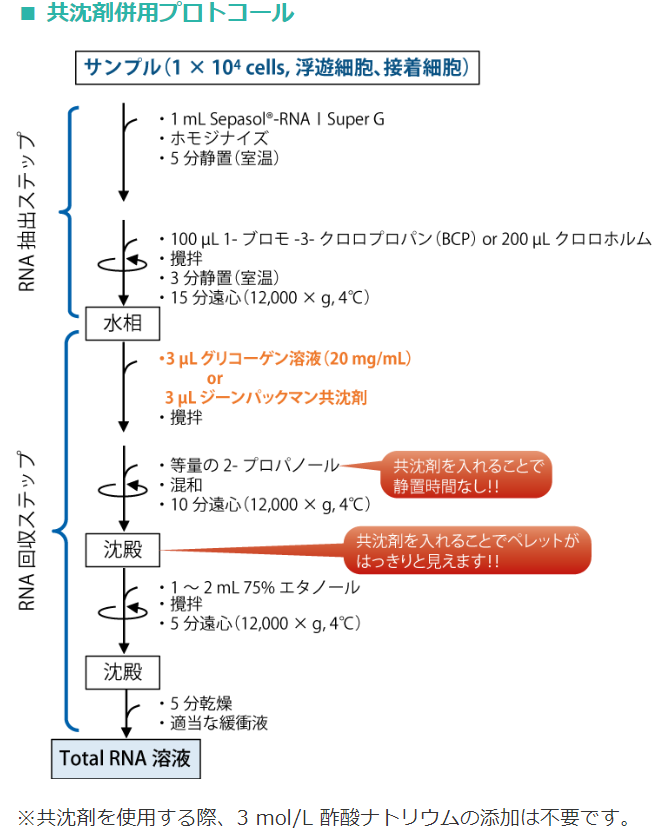 ■ 共沈剤併用プロトコール
サンプル（1 × 10⁴ cells, 浮遊細胞、接着細胞）
RNA 抽出ステップ
・1 mL Sepasol®-RNA Ⅰ Super G
・ホモジナイズ
・5 分静置（室温）
・100 μL 1- ブロモ -3- クロロプロパン（BCP） or 200 μL クロロホルム
・攪拌
・3 分静置（室温）
・15 分遠心（12,000 × g, 4℃）
水相
RNA 回収ステップ
・3 μL グリコーゲン溶液（20 mg/mL）
or
3 μL ジーンパックマン共沈剤
・攪拌
・等量の 2- プロパノール
・混和
・10 分遠心（12,000 × g, 4℃）
共沈剤を入れることで
静置時間なし!!
沈殿
共沈剤を入れることでペレットが
はっきりと見えます!!
・1 ～ 2 mL 75% エタノール
・攪拌
・5 分遠心（12,000 × g, 4℃）
沈殿
・5 分乾燥
・適当な緩衝液
Total RNA 溶液
※共沈剤を使用する際、3 mol/L 酢酸ナトリウムの添加は不要です。